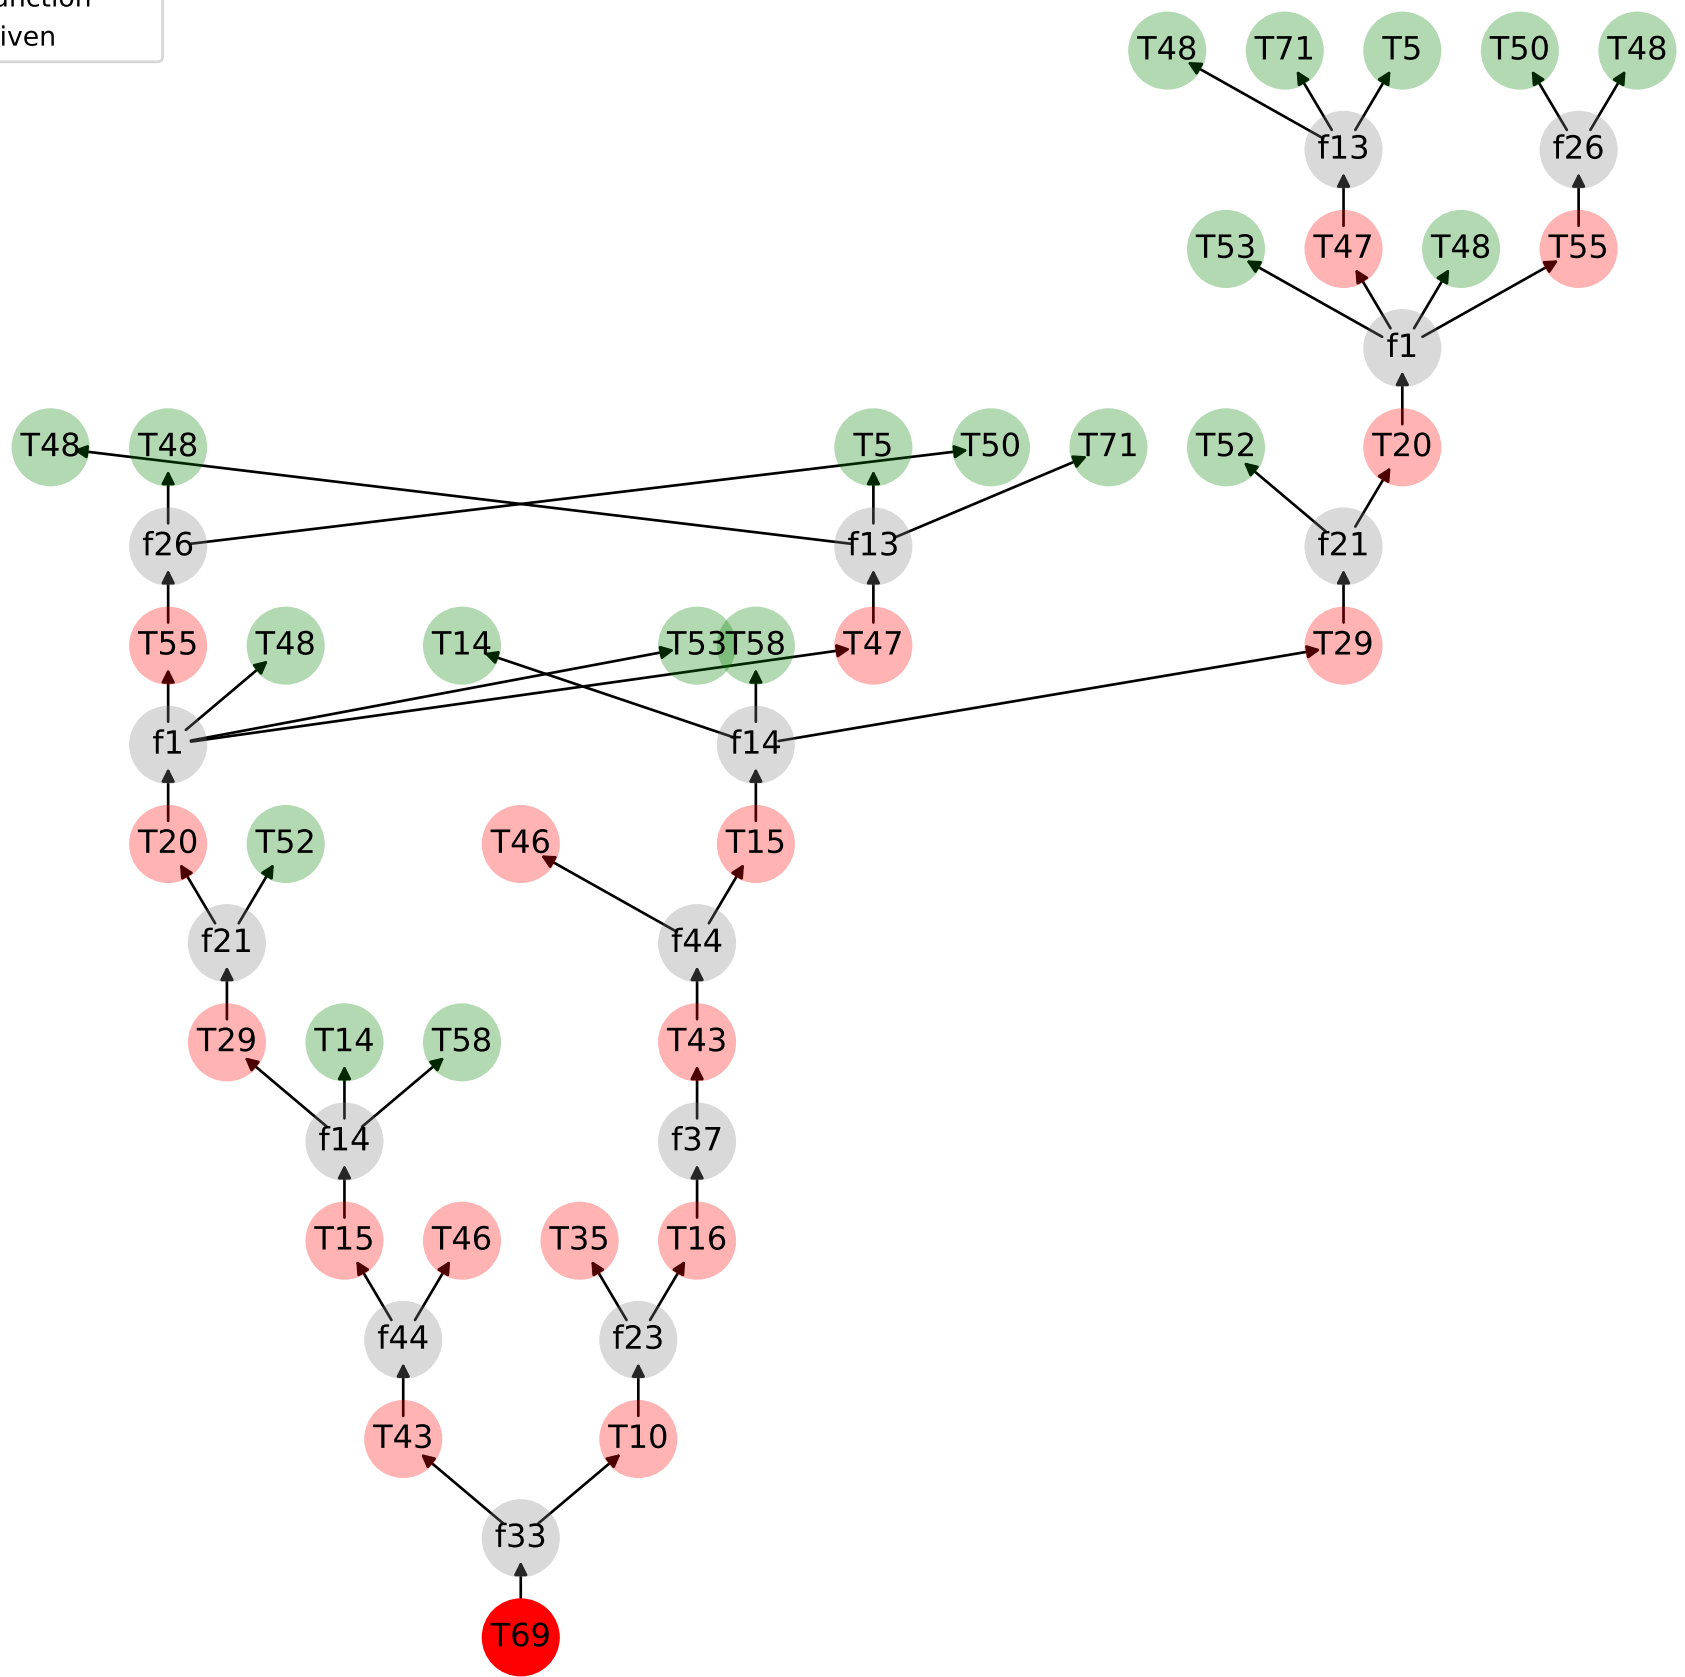 iven
T48 T71 T5 T50 T48
f13 f26
T53 T47 T48 T55
f1
T48 T48 T5 T50 T71 T52 T20
f26 f13 f21
T55 T48 T14 T53 T58 T47 T29
f1 f14
T20 T52 T46 T15
f21 f44
T29 T14 T58 T43
f14 f37
T15 T46 T35 T16
f44 f23
T43 T10
f33
T69